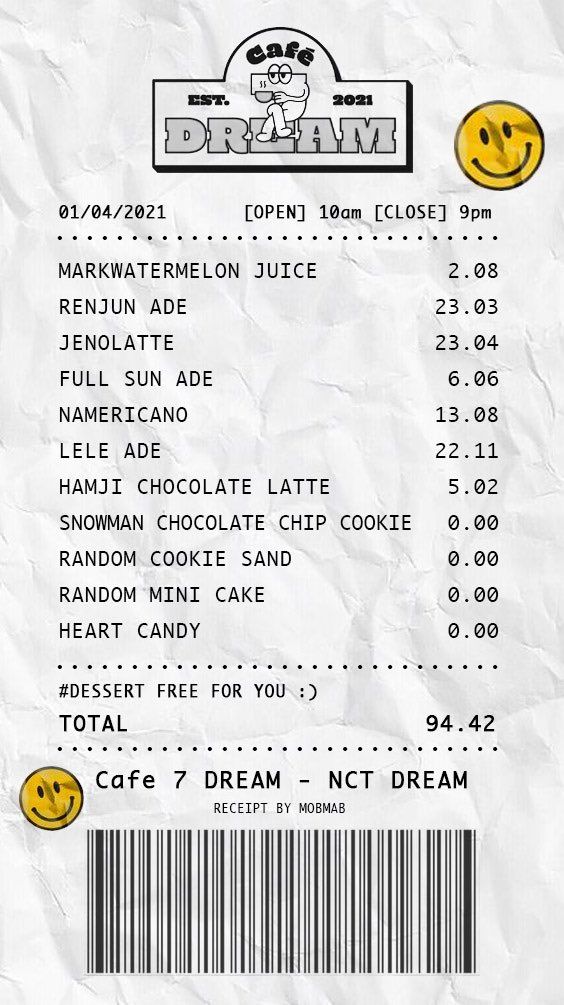 Café
EST. 2021
DREAM
01/04/2021 [OPEN] 10am [CLOSE] 9pm
MARKWATERMELON JUICE 2.08
RENJUN ADE 23.03
JENOLATTE 23.04
FULL SUN ADE 6.06
NAMERICANO 13.08
LELE ADE 22.11
HAMJI CHOCOLATE LATTE 5.02
SNOWMAN CHOCOLATE CHIP COOKIE 0.00
RANDOM COOKIE SAND 0.00
RANDOM MINI CAKE 0.00
HEART CANDY 0.00
#DESSERT FREE FOR YOU :)
TOTAL 94.42
Cafe 7 DREAM - NCT DREAM
RECEIPT BY MOBMAB